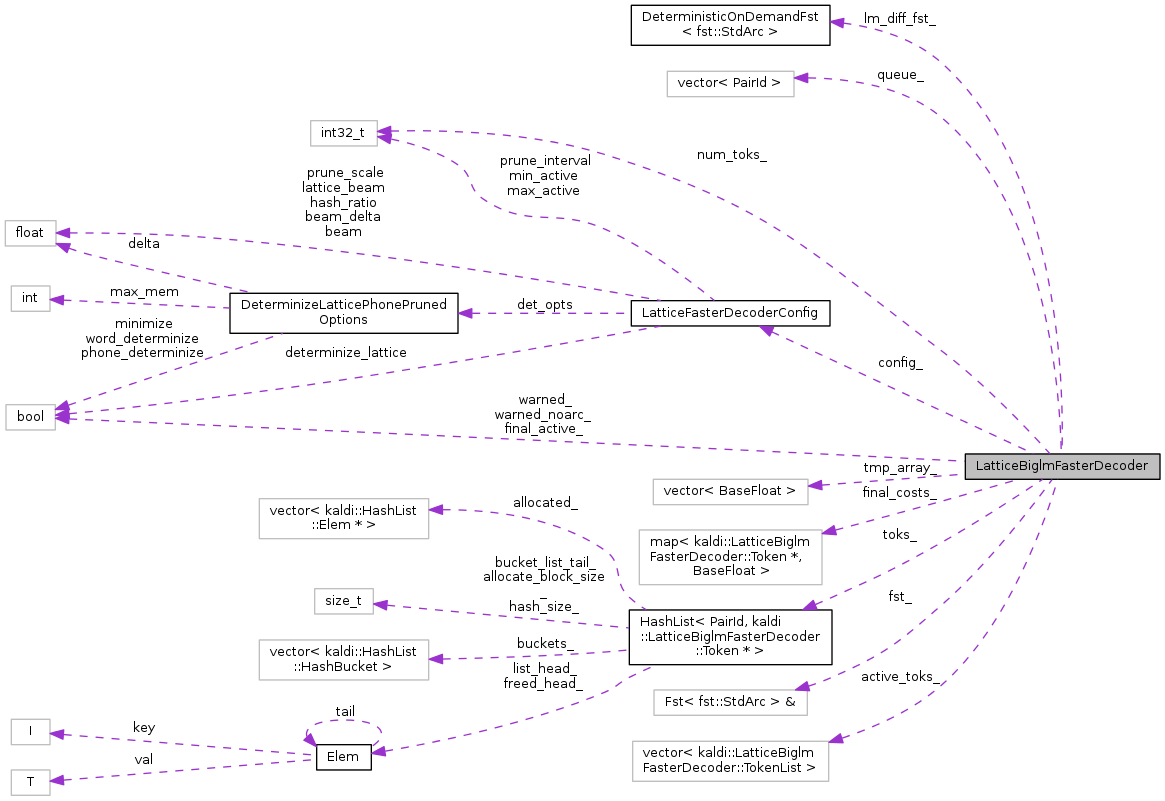 DeterministicOnDemandFst
< fst::StdArc >
lm_diff_fst_
queue_
vector< PairId >
int32_t
num_toks_
prune_interval
min_active
max_active
prune_scale
lattice_beam
hash_ratio
beam_delta
beam
float
delta
int
max_mem
DeterminizeLatticePhonePruned
Options
det_opts
LatticeFasterDecoderConfig
minimize
word_determinize
phone_determinize
determinize_lattice
config_
bool
warned_
warned_noarc_
final_active_
LatticeBiglmFasterDecoder
tmp_array_
vector< BaseFloat >
final_costs_
vector< kaldi::HashList
::Elem * >
allocated_
map< kaldi::LatticeBiglm
FasterDecoder::Token *,
BaseFloat >
toks_
bucket_list_tail_
allocate_block_size
_
hash_size_
size_t
fst_
HashList< PairId, kaldi
::LatticeBiglmFasterDecoder
::Token * >
buckets_
vector< kaldi::HashList
::HashBucket >
list_head_
freed_head_
active_toks_
Fst< fst::StdArc > &
tail
I
key
Elem
vector< kaldi::LatticeBiglm
FasterDecoder::TokenList >
val
T